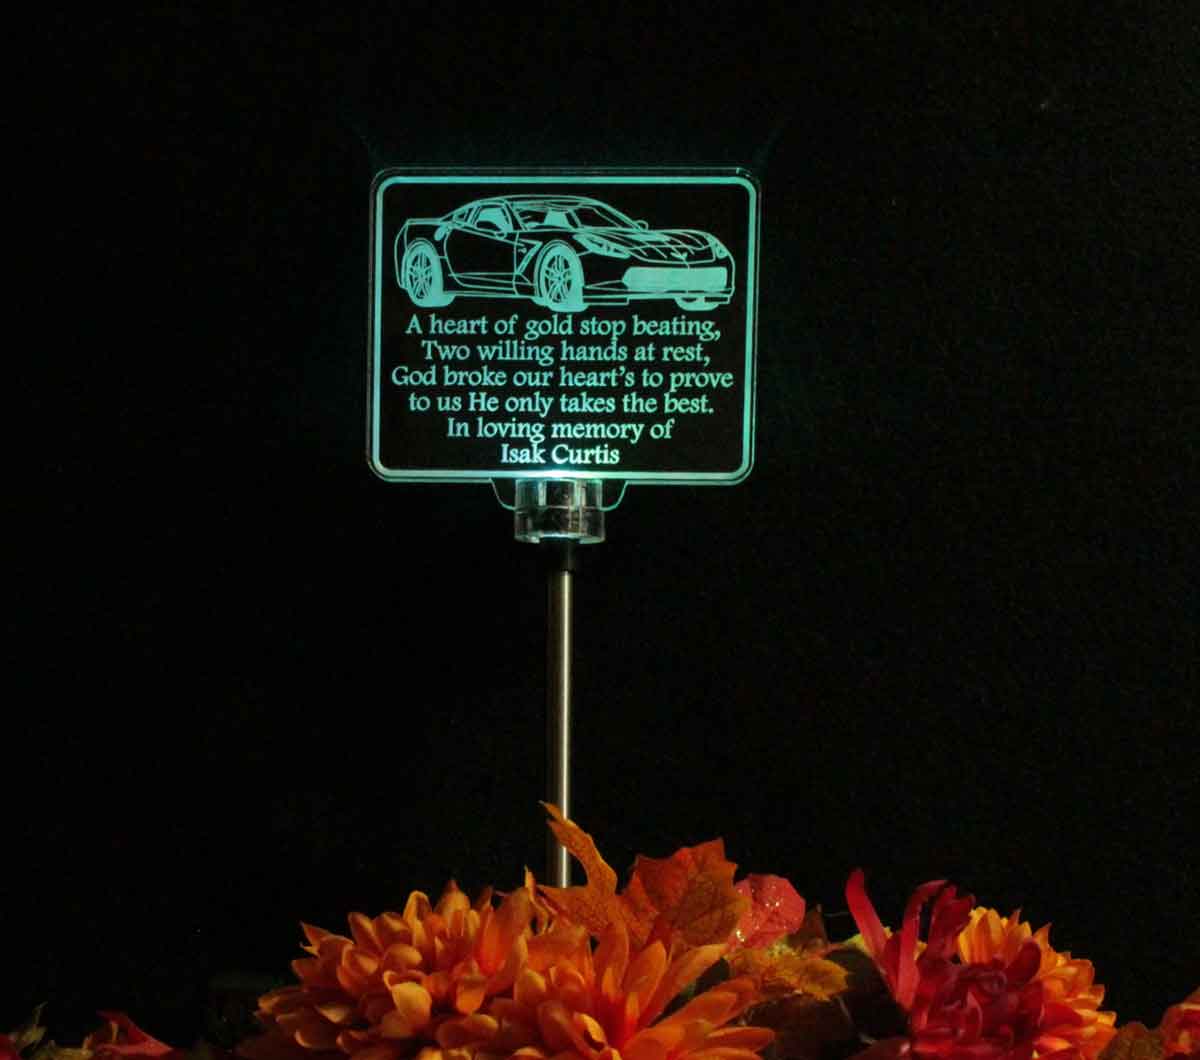 A heart of gold stop beating,
Two willing hands at rest,
God broke our heart's to prove
to us He only takes the best.
In loving memory of
Isak Curtis